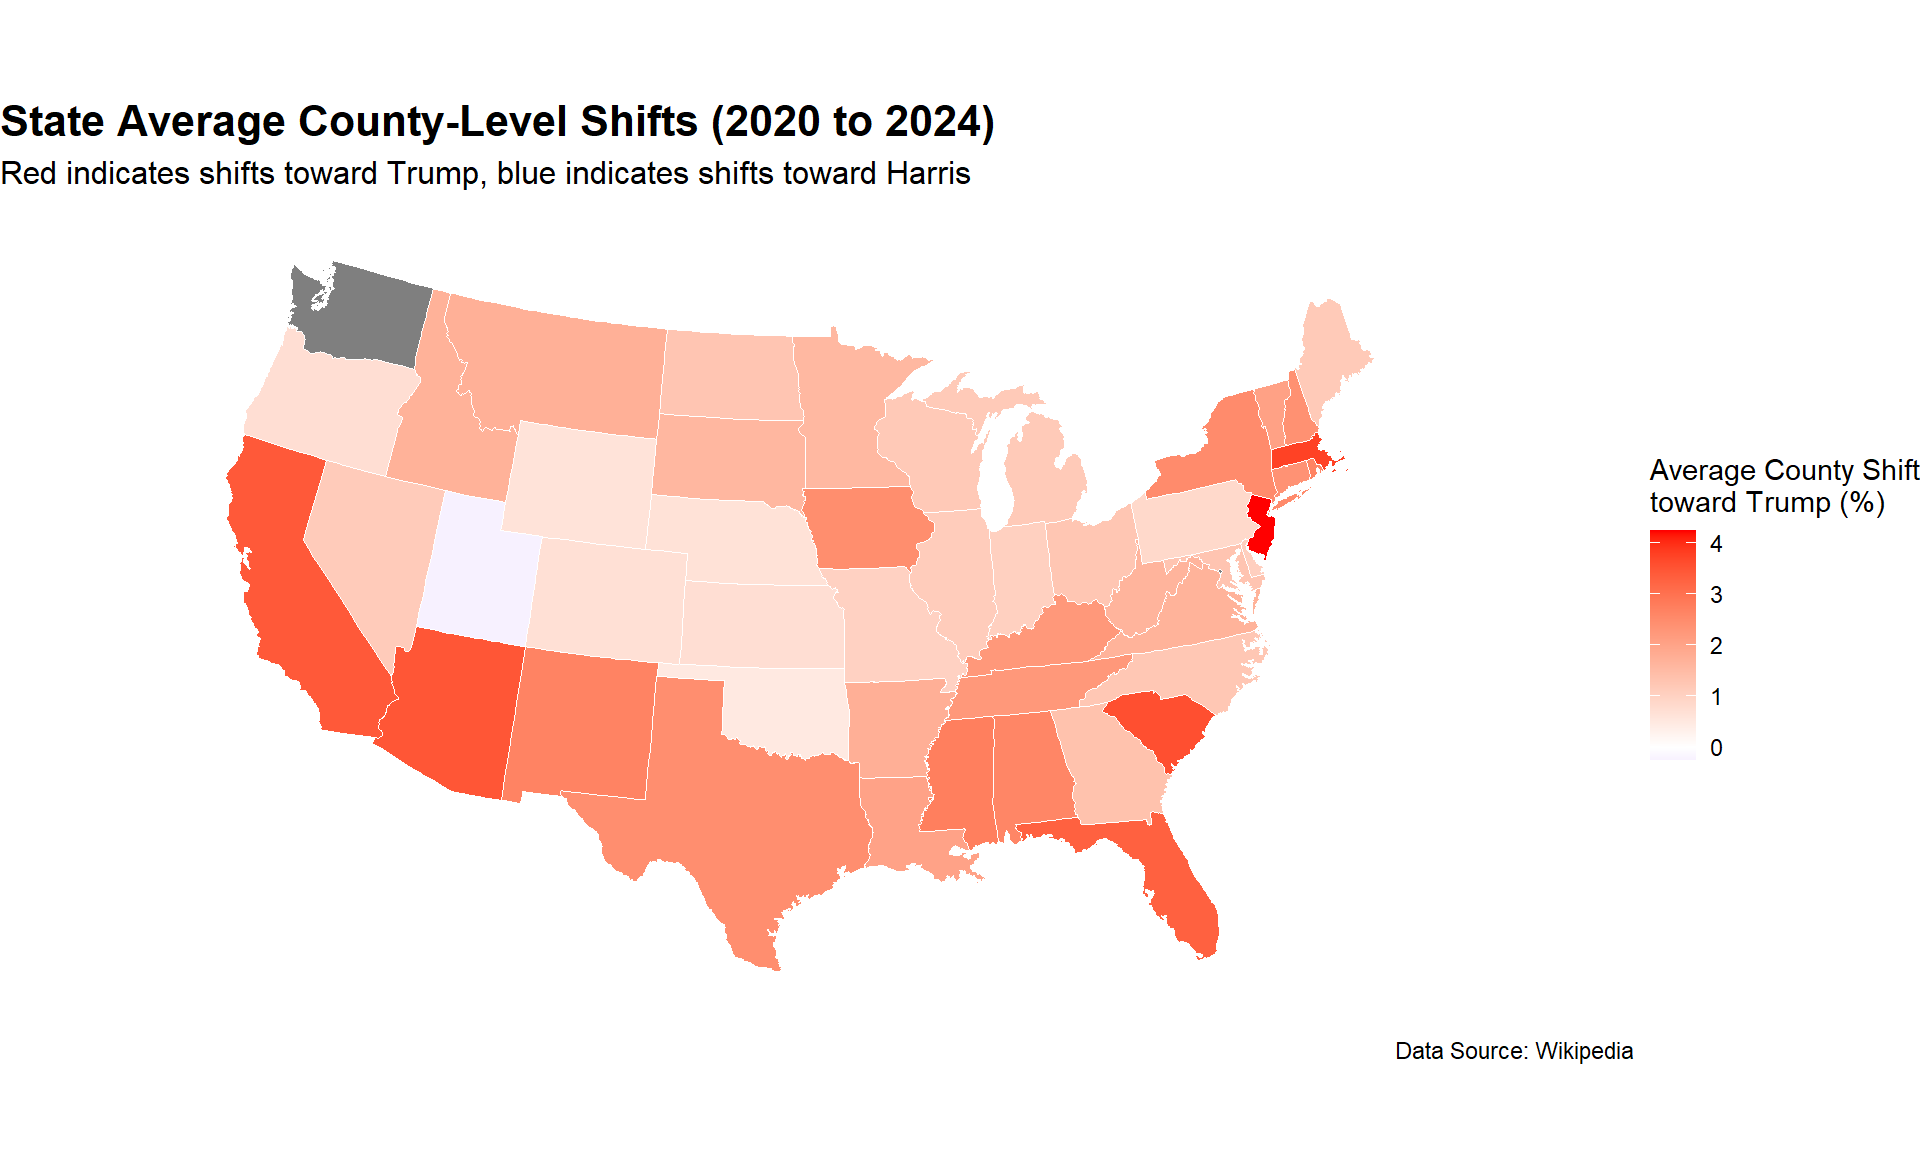 State Average County-Level Shifts (2020 to 2024)
Red indicates shifts toward Trump, blue indicates shifts toward Harris
Average County Shift
toward Trump (%)
4
3
2
1
0
Data Source: Wikipedia